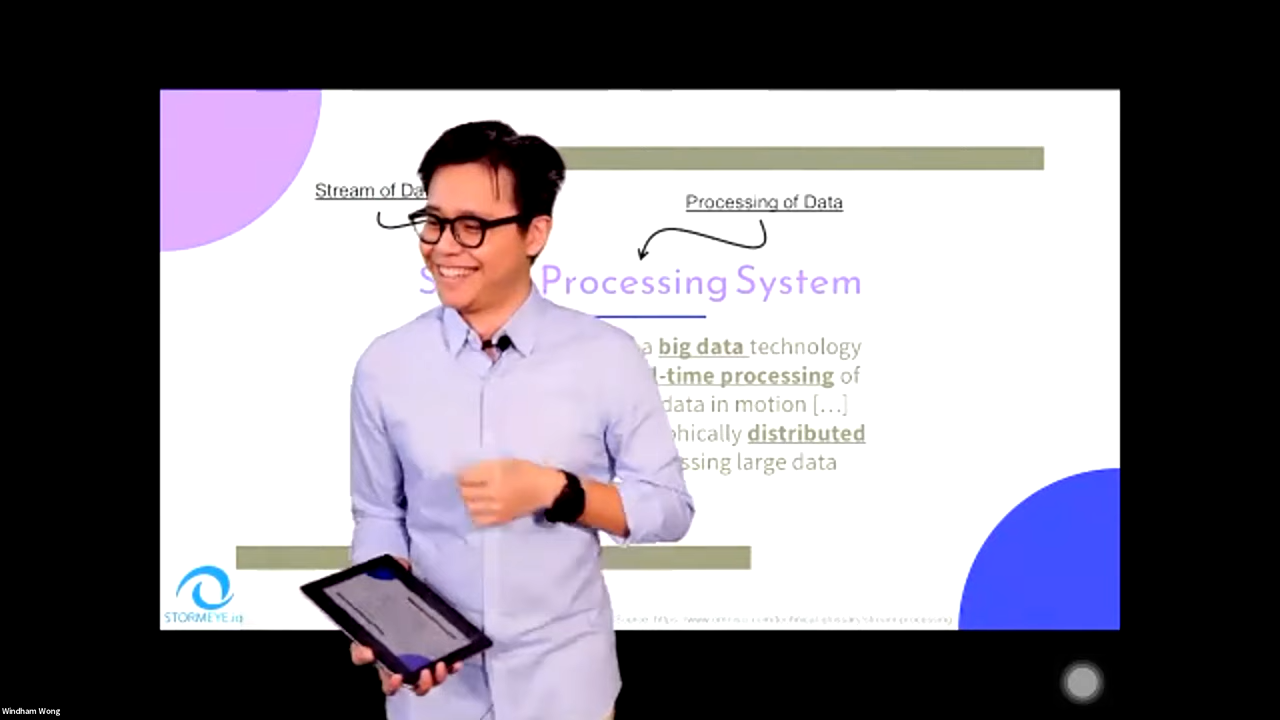 Stream of Da
Processing of Data
S Processing System
a big data technology
l-time processing of
data in motion [...]
hically distributed
ssing large data
STORMEYE.io
Windham Wong